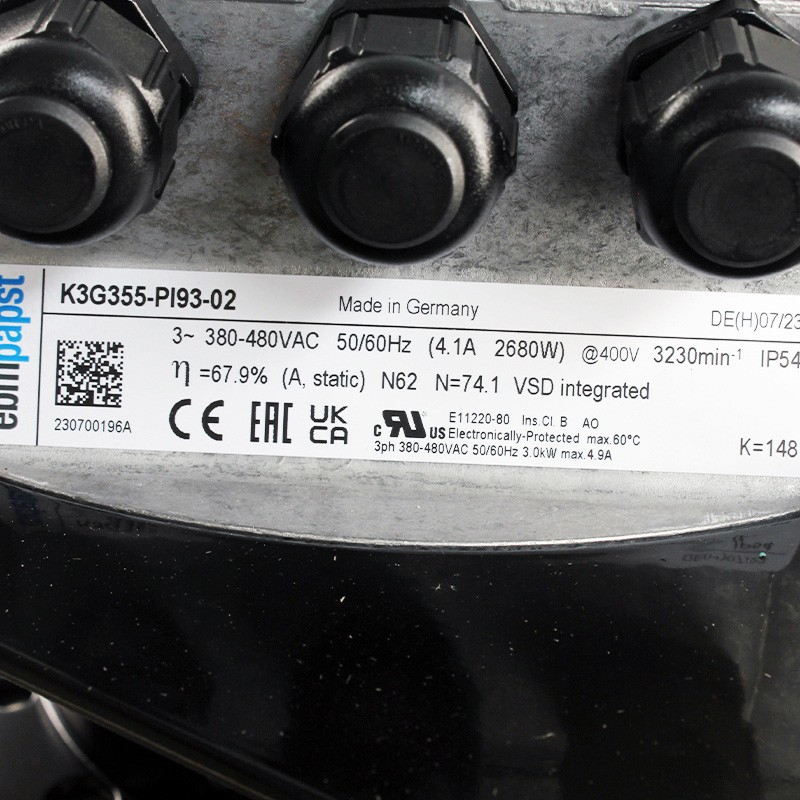 ebmpapst
K3G355-PI93-02
Made in Germany
DE(H)07/23
3~ 380-480VAC 50/60Hz (4.1A 2680W) @400V 3230min⁻¹ IP54
η =67.9% (A, static) N62 N=74.1 VSD integrated
230700196A
CE EAC UK CA
c RU US
E11220-80 Ins.Cl. B AO
Electronically-Protected max.60°C
3ph 380-480VAC 50/60Hz 3.0kW max.4.9A
K=148